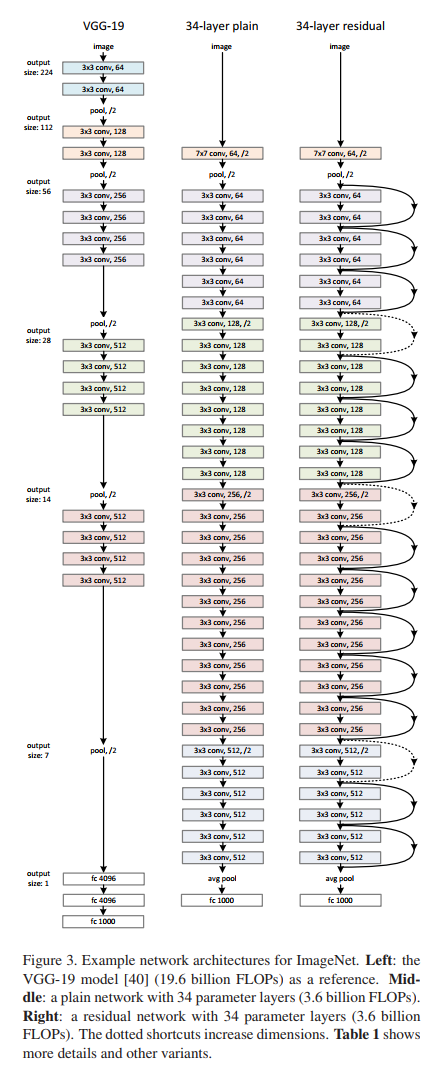 VGG-19
image
output
size: 224
3x3 conv, 64
3x3 conv, 64
pool, /2
output
size: 112
3x3 conv, 128
3x3 conv, 128
pool, /2
output
size: 56
3x3 conv, 256
3x3 conv, 256
3x3 conv, 256
3x3 conv, 256
pool, /2
output
size: 28
3x3 conv, 512
3x3 conv, 512
3x3 conv, 512
3x3 conv, 512
pool, /2
output
size: 14
3x3 conv, 512
3x3 conv, 512
3x3 conv, 512
3x3 conv, 512
output
size: 7
pool, /2
output
size: 1
fc 4096
fc 4096
fc 1000
34-layer plain
image
7x7 conv, 64, /2
pool, /2
3x3 conv, 64
3x3 conv, 64
3x3 conv, 64
3x3 conv, 64
3x3 conv, 64
3x3 conv, 64
3x3 conv, 128, /2
3x3 conv, 128
3x3 conv, 128
3x3 conv, 128
3x3 conv, 128
3x3 conv, 128
3x3 conv, 128
3x3 conv, 128
3x3 conv, 256, /2
3x3 conv, 256
3x3 conv, 256
3x3 conv, 256
3x3 conv, 256
3x3 conv, 256
3x3 conv, 256
3x3 conv, 256
3x3 conv, 256
3x3 conv, 256
3x3 conv, 256
3x3 conv, 256
3x3 conv, 512, /2
3x3 conv, 512
3x3 conv, 512
3x3 conv, 512
3x3 conv, 512
3x3 conv, 512
avg pool
fc 1000
34-layer residual
image
7x7 conv, 64, /2
pool, /2
3x3 conv, 64
3x3 conv, 64
3x3 conv, 64
3x3 conv, 64
3x3 conv, 64
3x3 conv, 64
3x3 conv, 128, /2
3x3 conv, 128
3x3 conv, 128
3x3 conv, 128
3x3 conv, 128
3x3 conv, 128
3x3 conv, 128
3x3 conv, 128
3x3 conv, 256, /2
3x3 conv, 256
3x3 conv, 256
3x3 conv, 256
3x3 conv, 256
3x3 conv, 256
3x3 conv, 256
3x3 conv, 256
3x3 conv, 256
3x3 conv, 256
3x3 conv, 256
3x3 conv, 256
3x3 conv, 512, /2
3x3 conv, 512
3x3 conv, 512
3x3 conv, 512
3x3 conv, 512
3x3 conv, 512
avg pool
fc 1000
Figure 3. Example network architectures for ImageNet. Left: the
VGG-19 model [40] (19.6 billion FLOPs) as a reference. Mid-
dle: a plain network with 34 parameter layers (3.6 billion FLOPs).
Right: a residual network with 34 parameter layers (3.6 billion
FLOPs). The dotted shortcuts increase dimensions. Table 1 shows
more details and other variants.